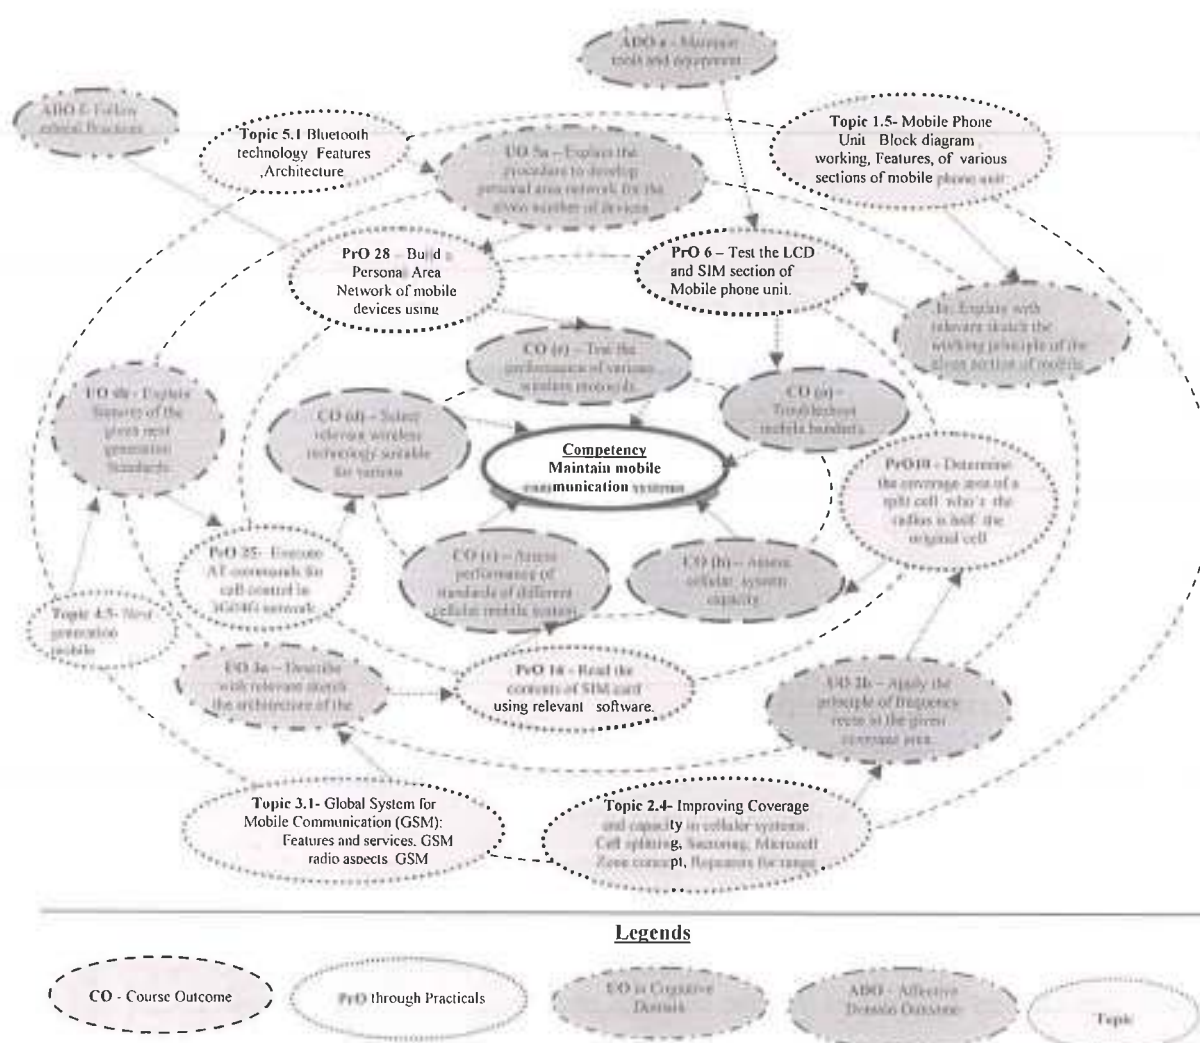 ADO a - Maintain
tools and equipment
ADO f- Follow
ethical Practices
Topic 5.1 Bluetooth
technology Features
,Architecture
UO 5a – Explain the
procedure to develop
personal area network for the
given number of devices
Topic 1.5- Mobile Phone
Unit Block diagram
working, Features, of various
sections of mobile phone unit
PrO 28 – Build a
Personal Area
Network of mobile
devices using
PrO 6 – Test the LCD
and SIM section of
Mobile phone unit.
Explain with
relevant sketch the
working principle of the
given section of mobile
CO (e) – Test the
performance of various
wireless protocols.
CO (a) –
Troubleshoot
mobile handsets
UO 4b - Explain
features of the
given next
generation
Standards
CO (d) – Select
relevant wireless
technology suitable
for various
Competency
Maintain mobile
communication systems
PrO10 - Determine
the coverage area of a
split cell who's the
radius is half the
original cell
PrO 25- Execute
AT commands for
call control in
3G/4G network
CO (c) – Assess
performance of
standards of different
cellular mobile system
CO (b) – Assess
cellular system
capacity
Topic 4.5- Next
generation
mobile
UO 3a – Describe
with relevant sketch
the architecture of the
PrO 16 - Read the
contents of SIM card
using relevant software.
UO 2b – Apply the
principle of frequency
reuse in the given
coverage area
Topic 3.1- Global System for
Mobile Communication (GSM):
Features and services. GSM
radio aspects GSM
Topic 2.4- Improving Coverage
and capacity in cellular systems.
Cell splitting, Sectoring, Microcell
Zone concept, Repeaters for range
Legends
CO - Course Outcome
PrO through Practicals
UO in Cognitive
Domain
ADO - Affective
Domain Outcome
Topic